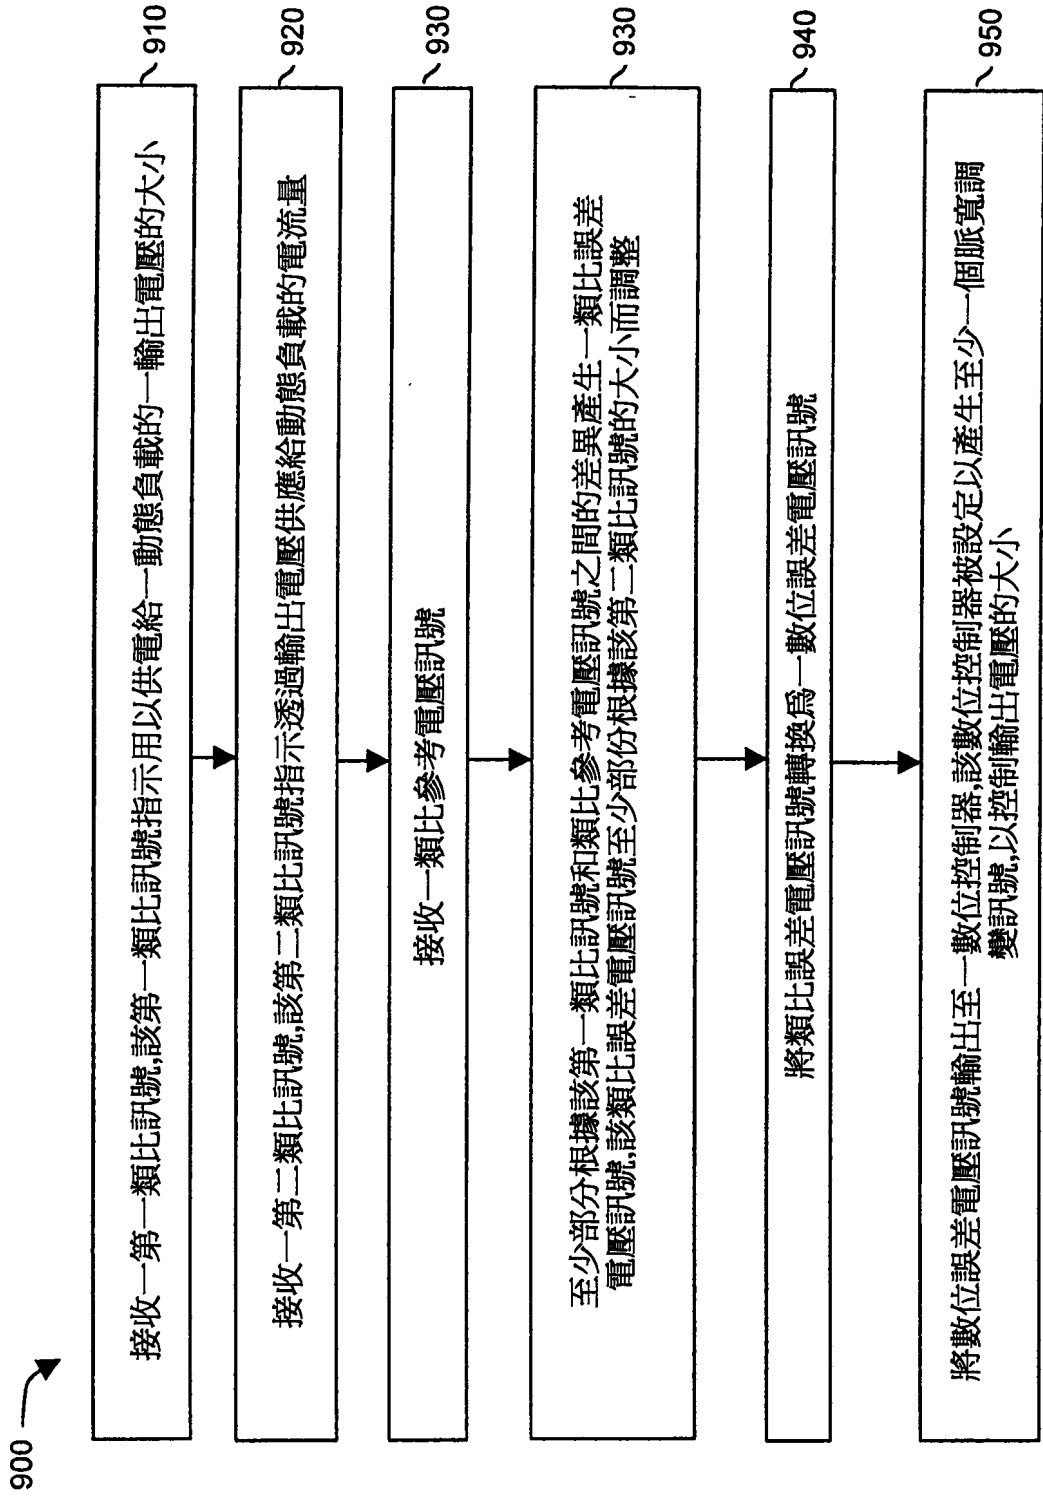 900
接收一第一類比訊號,該第一類比訊號指示用以供電給一動態負載的一輸出電壓的大小
910
接收一第二類比訊號,該第二類比訊號指示透過輸出電壓供應給動態負載的電流量
920
接收一類比參考電壓訊號
930
至少部分根據該第一類比訊號和類比參考電壓訊號之間的差異產生一類比誤差
電壓訊號,該類比誤差電壓訊號至少部份根據該第二類比訊號的大小而調整
930
將類比誤差電壓訊號轉換爲一數位誤差電壓訊號
940
將數位誤差電壓訊號輸出至一數位控制器,該數位控制器被設定以產生至少一個脈寬調
變訊號,以控制輸出電壓的大小
950